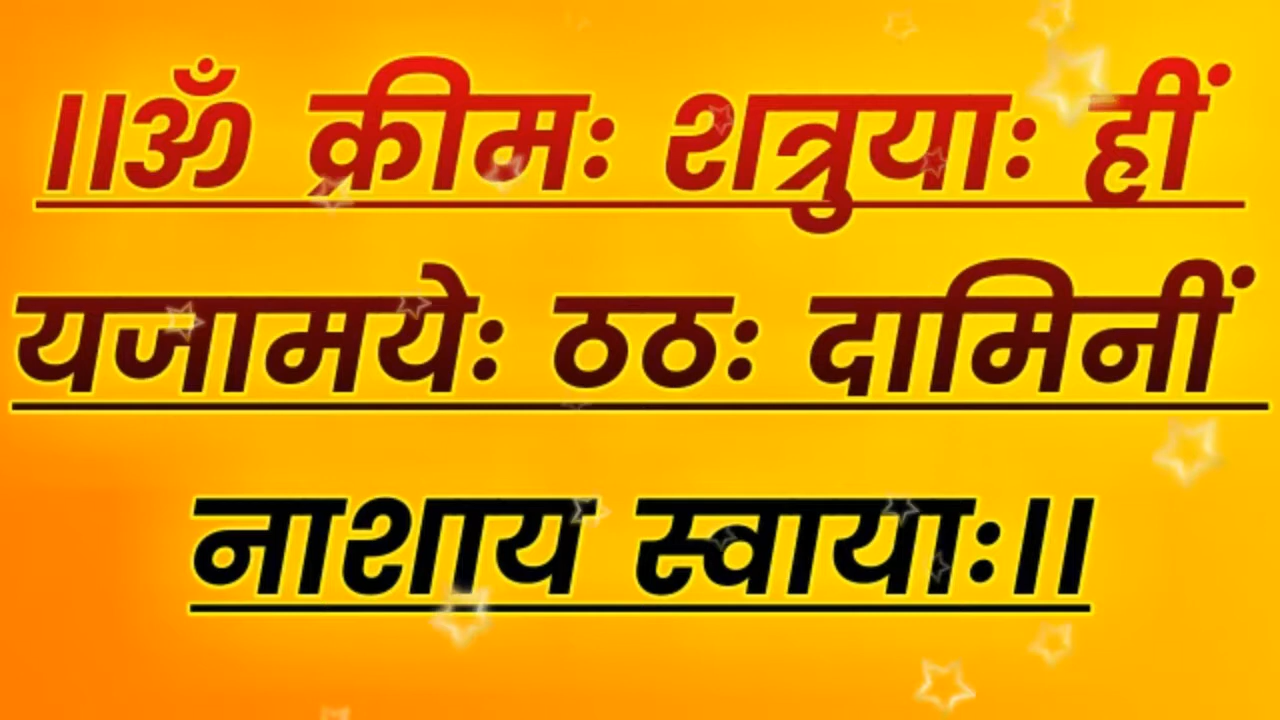 ।।ॐ क्रीमः शत्रुयाः हीं
यजामयेः ठठः दामिनीं
नाशाय स्वायाः।।